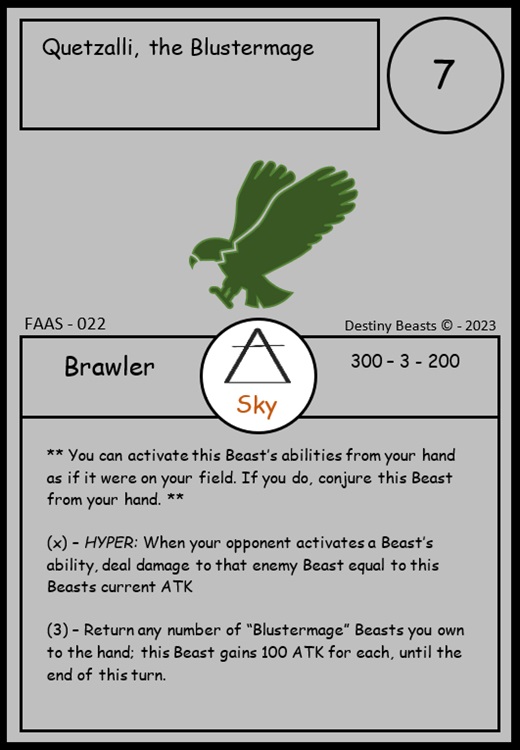 Quetzalli, the Blustermage
7
FAAS - 022
Destiny Beasts © - 2023
Brawler
300 – 3 - 200
Sky
** You can activate this Beast's abilities from your hand
as if it were on your field. If you do, conjure this Beast
from your hand. **
(x) – HYPER: When your opponent activates a Beast's
ability, deal damage to that enemy Beast equal to this
Beasts current ATK
(3) – Return any number of “Blustermage” Beasts you own
to the hand; this Beast gains 100 ATK for each, until the
end of this turn.